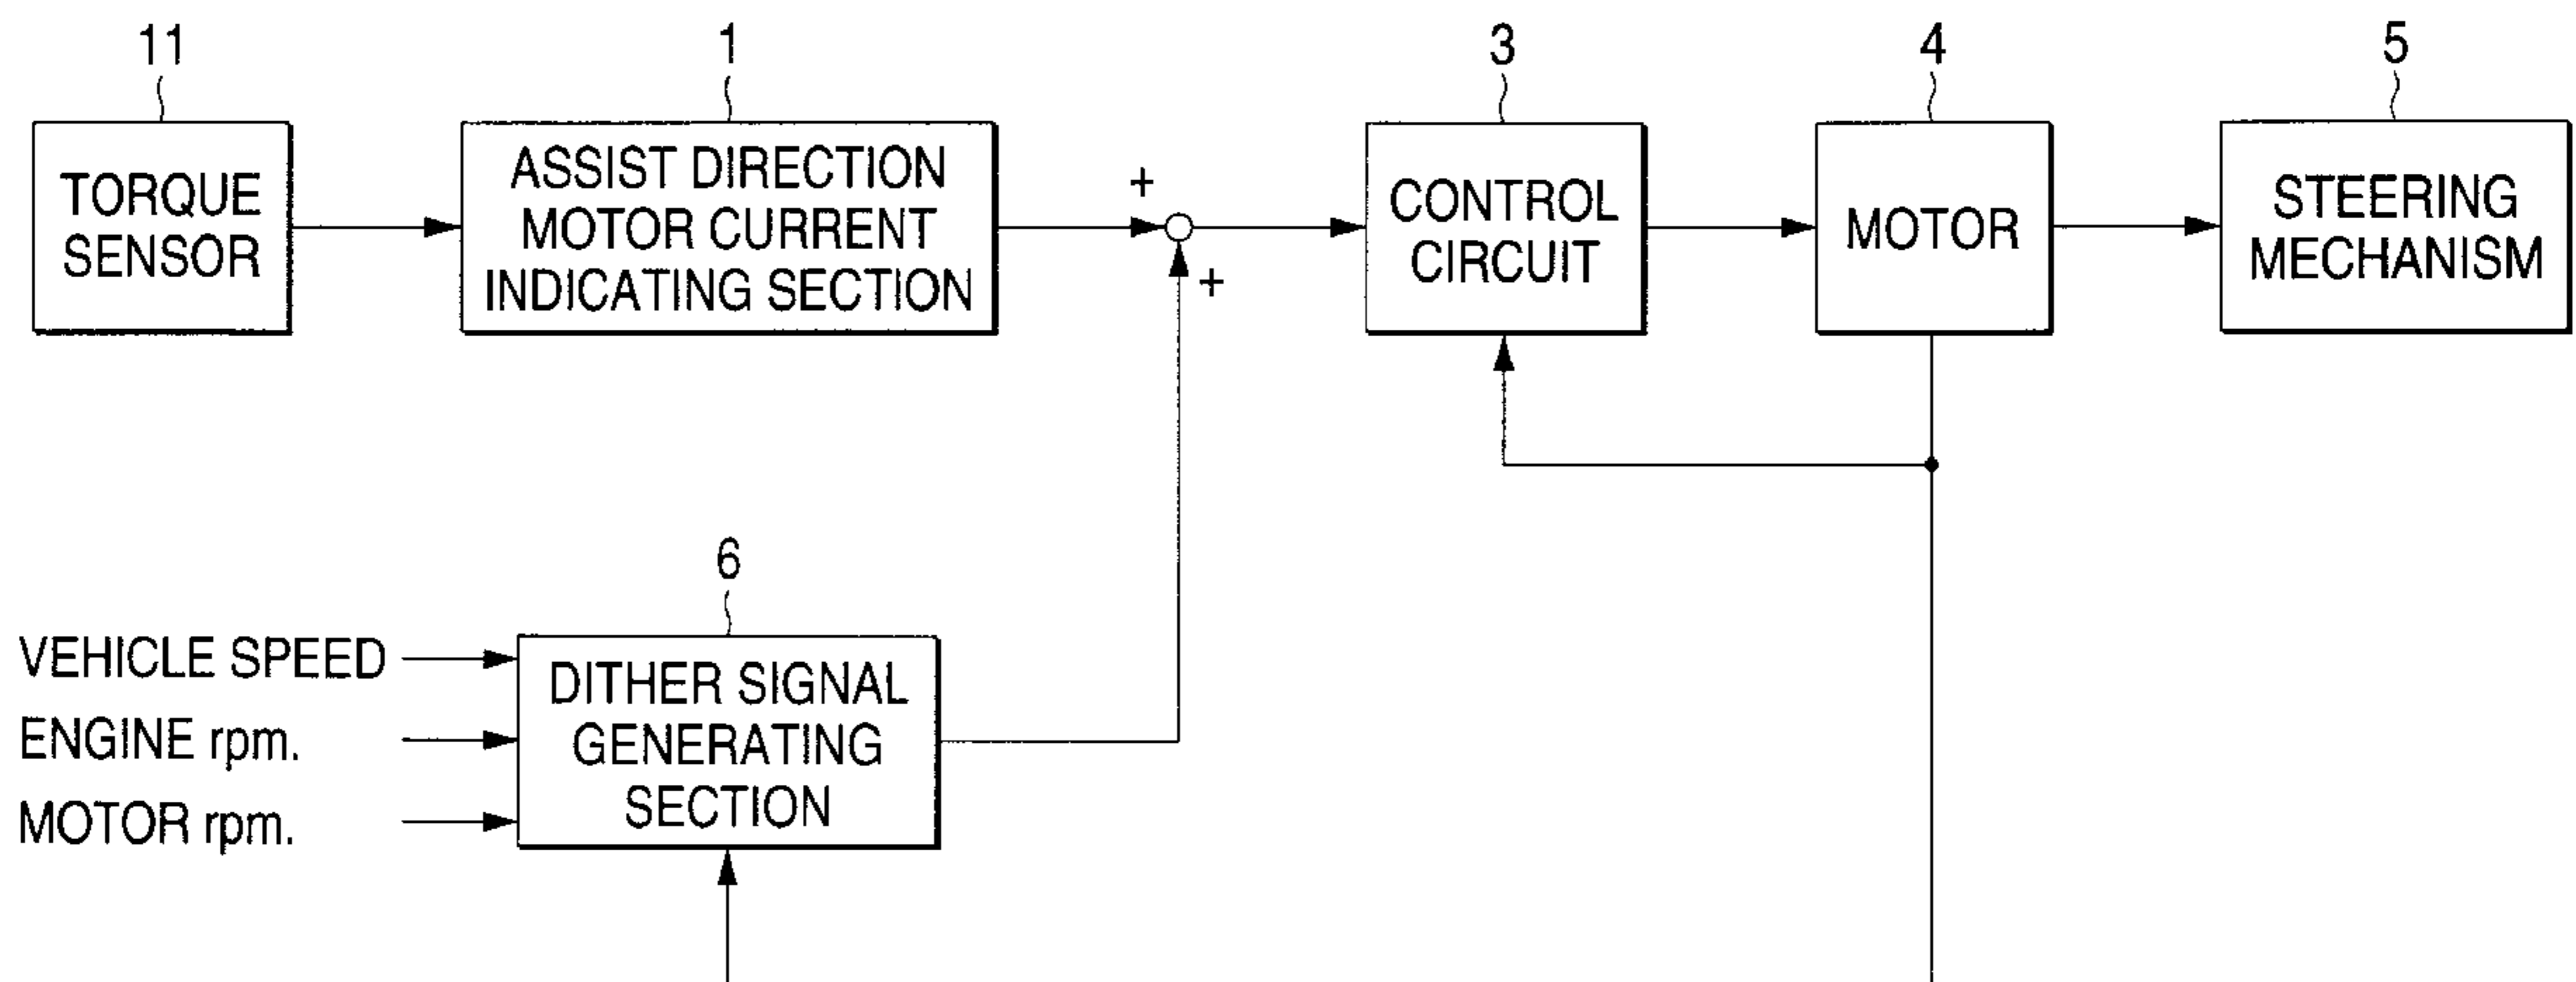 11
1
3
4
5
TORQUE
SENSOR
ASSIST DIRECTION
MOTOR CURRENT
INDICATING SECTION
+
+
CONTROL
CIRCUIT
MOTOR
STEERING
MECHANISM
6
VEHICLE SPEED
ENGINE rpm.
MOTOR rpm.
DITHER SIGNAL
GENERATING
SECTION